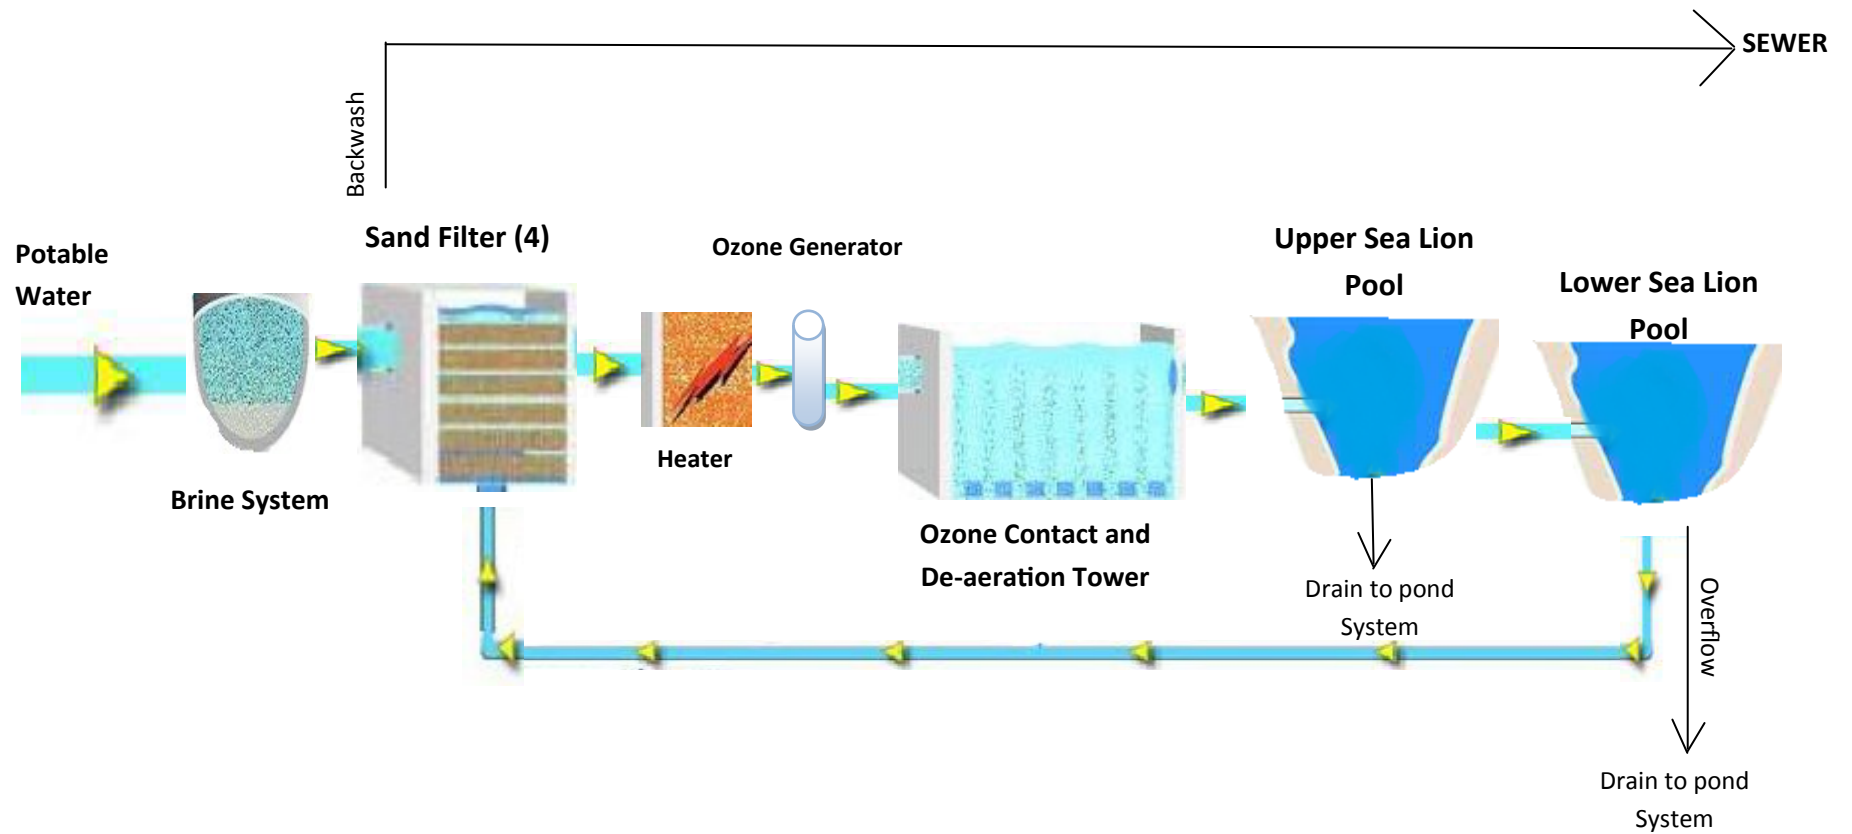 SEWER
Backwash
Potable
Water
Brine System
Sand Filter (4)
Heater
Ozone Generator
Ozone Contact and
De-aeration Tower
Upper Sea Lion
Pool
Drain to pond
System
Lower Sea Lion
Pool
Overflow
Drain to pond
System